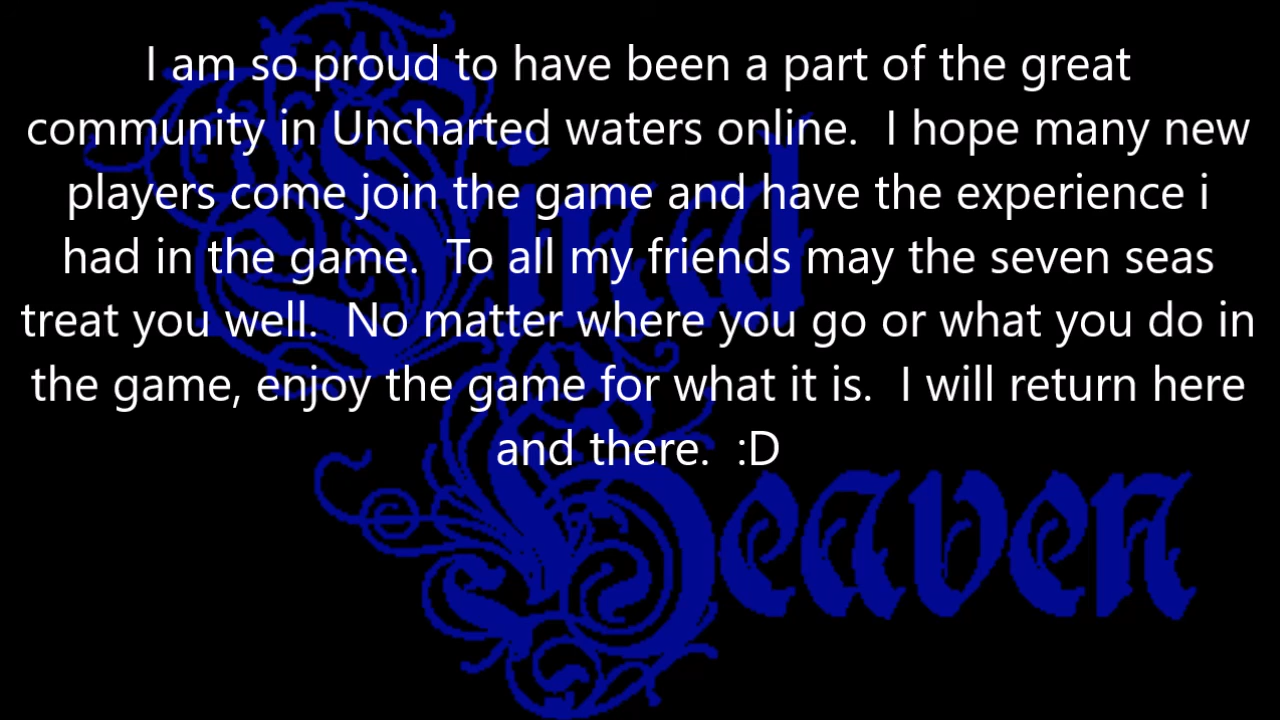 I am so proud to have been a part of the great
community in Uncharted waters online.  I hope many new
players come join the game and have the experience i
had in the game.  To all my friends may the seven seas
treat you well.  No matter where you go or what you do in
the game, enjoy the game for what it is.  I will return here
and there.  :D
Heaven